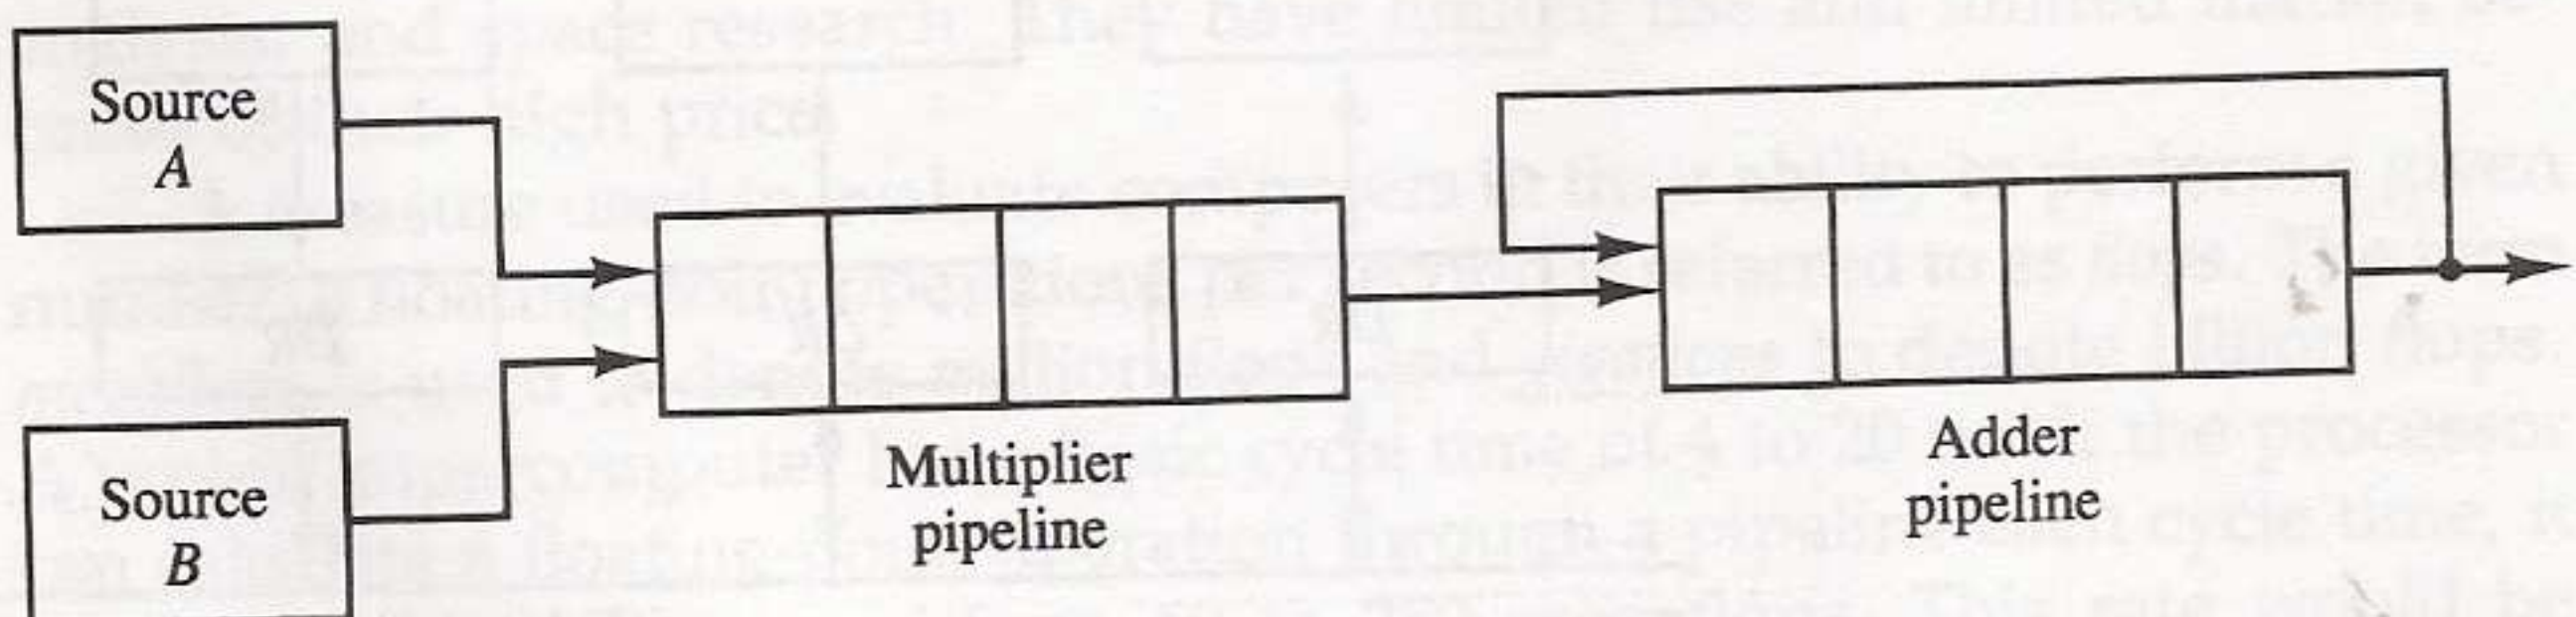 Source
A
Source
B
Multiplier
pipeline
Adder
pipeline